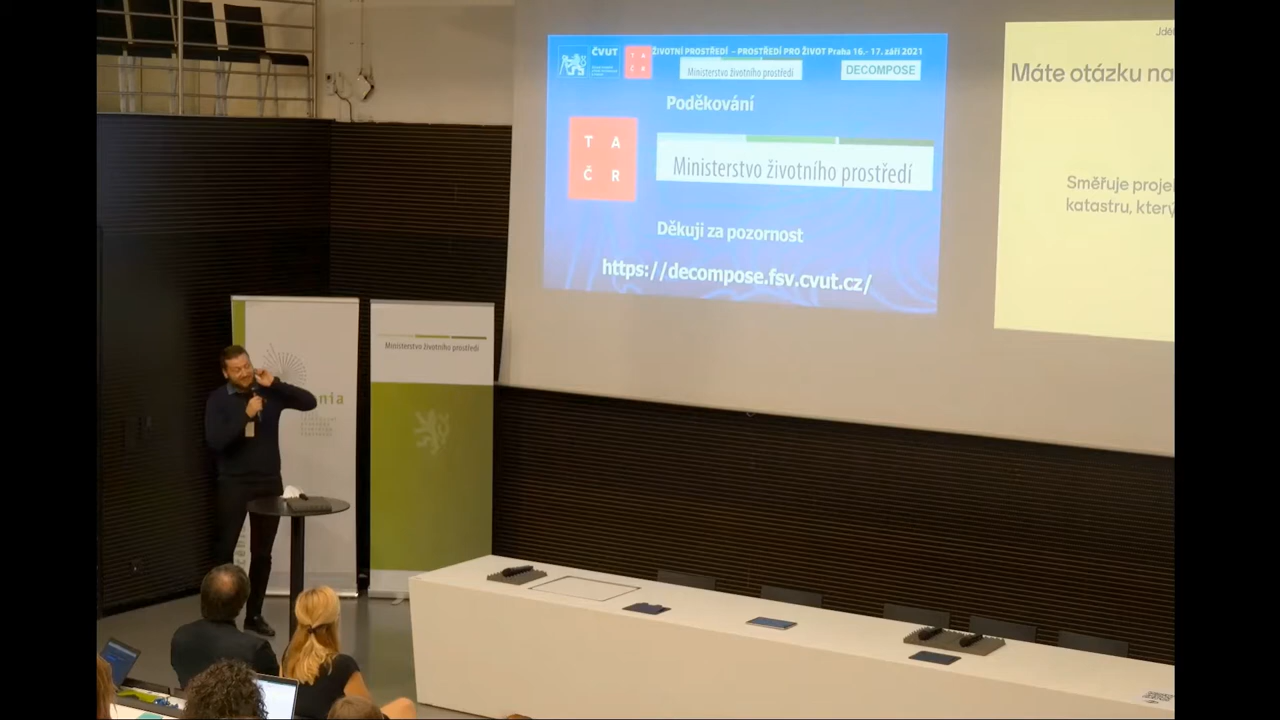 ČVUT
T A
Č R
ŽIVOTNÍ PROSTŘEDÍ – PROSTŘEDÍ PRO ŽIVOT Praha 16.- 17. září 2021
Ministerstvo životního prostředí
DECOMPOSE
Poděkování
T A
Č R
Ministerstvo životního prostředí
Děkuji za pozornost
https://decompose.fsv.cvut.cz/
Máte otázku na
Směřuje proje
katastru, který
nia
Ministerstvo životního prostředí